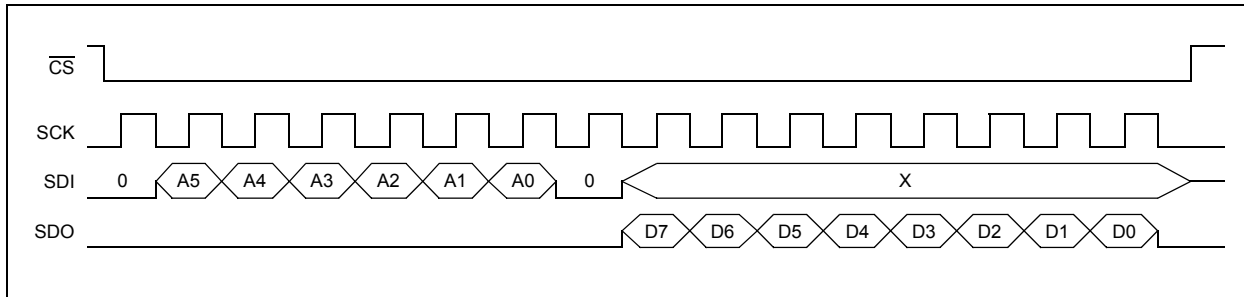 CS
SCK
SDI 0 A5 A4 A3 A2 A1 A0 0 X
SDO D7 D6 D5 D4 D3 D2 D1 D0